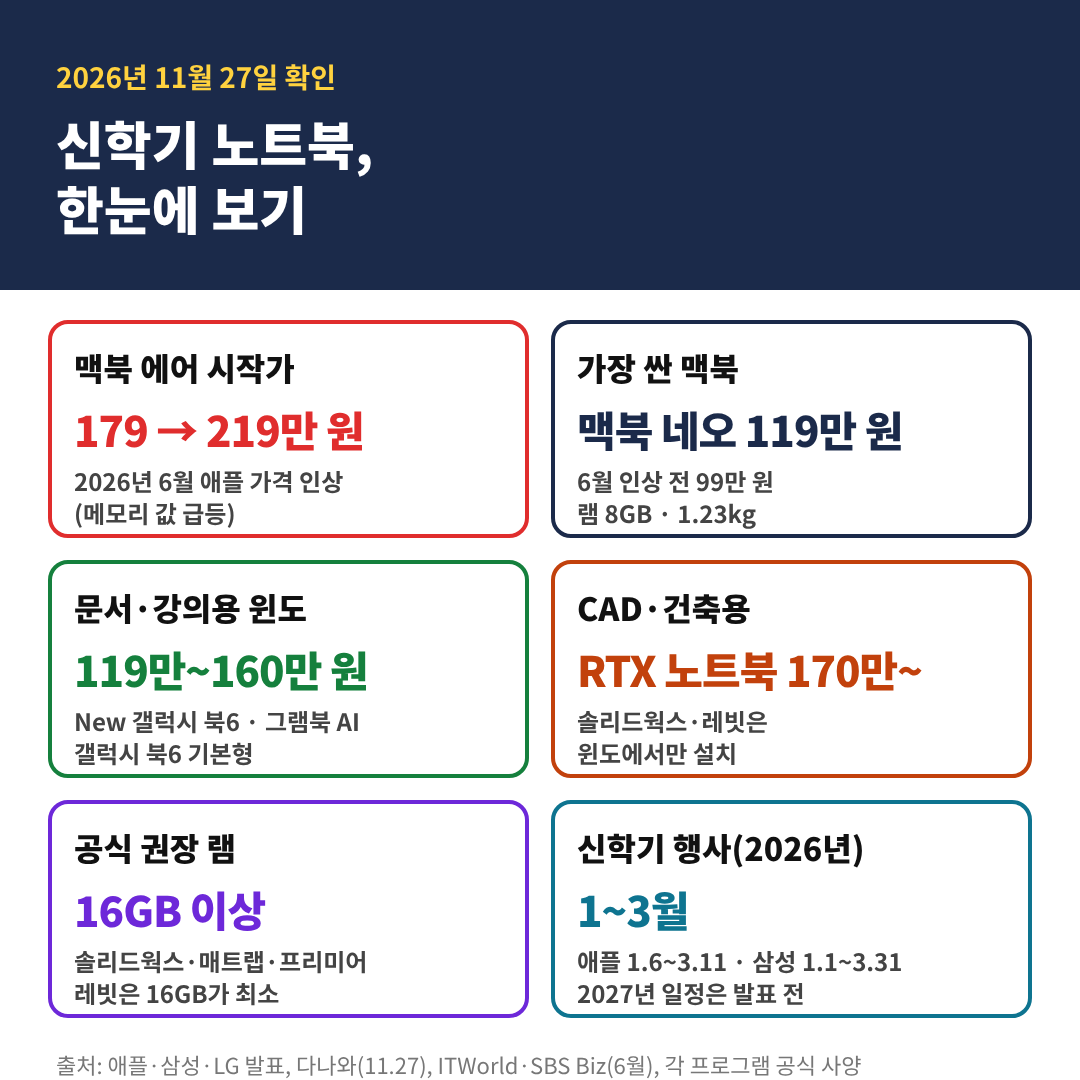 2026년 11월 27일 확인
신학기 노트북,
한눈에 보기
맥북 에어 시작가
179 → 219만 원
2026년 6월 애플 가격 인상
(메모리 값 급등)
가장 싼 맥북
맥북 네오 119만 원
6월 인상 전 99만 원
램 8GB · 1.23kg
문서·강의용 윈도
119만~160만 원
New 갤럭시 북6 · 그램북 AI
갤럭시 북6 기본형
CAD·건축용
RTX 노트북 170만~
솔리드웍스·레빗은
윈도에서만 설치
공식 권장 램
16GB 이상
솔리드웍스·매트랩·프리미어
레빗은 16GB가 최소
신학기 행사(2026년)
1~3월
애플 1.6~3.11 · 삼성 1.1~3.31
2027년 일정은 발표 전
출처: 애플·삼성·LG 발표, 다나와(11.27), ITWorld·SBS Biz(6월), 각 프로그램 공식 사양